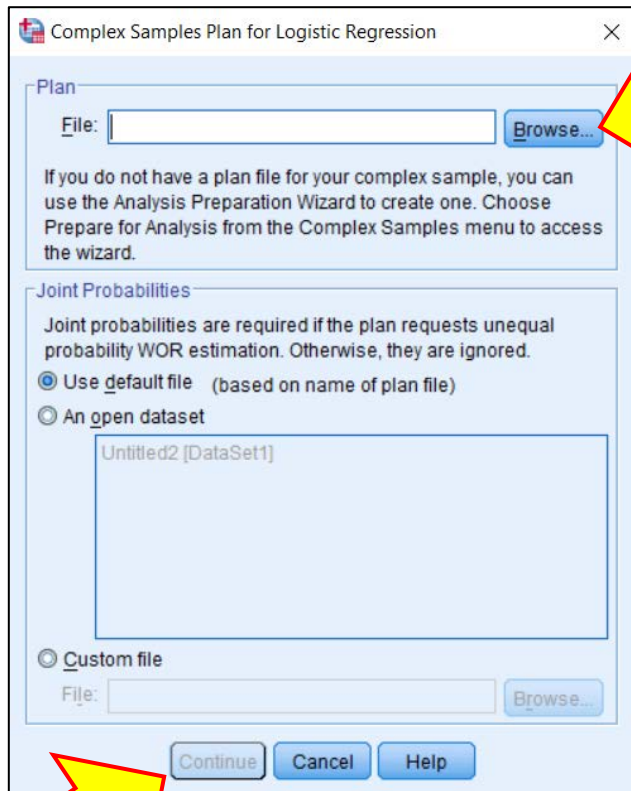 Complex Samples Plan for Logistic Regression
Plan
File:
Browse...
If you do not have a plan file for your complex sample, you can
use the Analysis Preparation Wizard to create one. Choose
Prepare for Analysis from the Complex Samples menu to access
the wizard.
Joint Probabilities
Joint probabilities are required if the plan requests unequal
probability WOR estimation. Otherwise, they are ignored.
Use default file (based on name of plan file)
An open dataset
Untitled2 [DataSet1]
Custom file
File:
Browse...
Continue Cancel Help